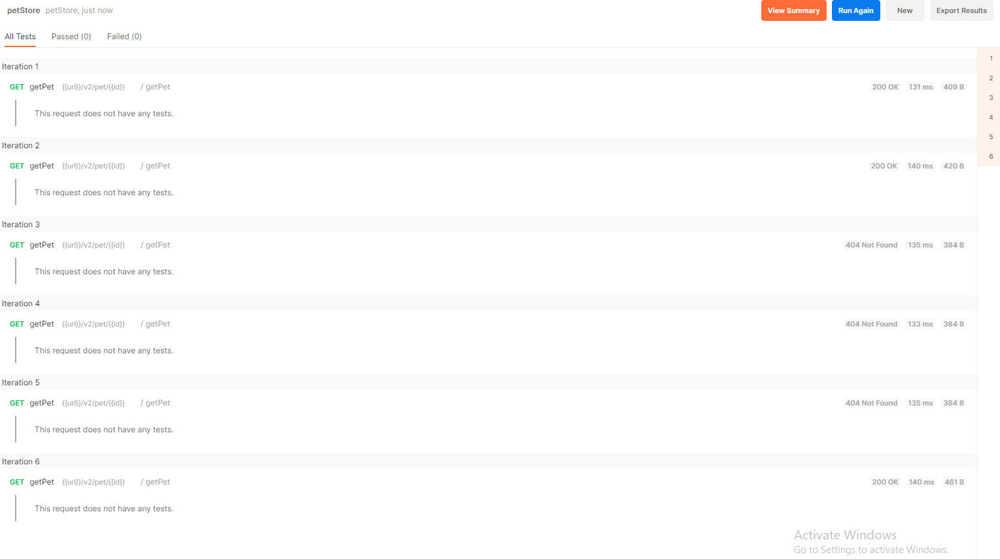 petStore petStore, just now View Summary Run Again New Export Results
All Tests Passed (0) Failed (0)
Iteration 1
GET getPet {{url}}/v2/pet/{{id}} / getPet 200 OK 131 ms 409 B
This request does not have any tests.
Iteration 2
GET getPet {{url}}/v2/pet/{{id}} / getPet 200 OK 140 ms 420 B
This request does not have any tests.
Iteration 3
GET getPet {{url}}/v2/pet/{{id}} / getPet 404 Not Found 135 ms 384 B
This request does not have any tests.
Iteration 4
GET getPet {{url}}/v2/pet/{{id}} / getPet 404 Not Found 133 ms 384 B
This request does not have any tests.
Iteration 5
GET getPet {{url}}/v2/pet/{{id}} / getPet 404 Not Found 135 ms 384 B
This request does not have any tests.
Iteration 6
GET getPet {{url}}/v2/pet/{{id}} / getPet 200 OK 140 ms 461 B
This request does not have any tests.
1
2
3
4
5
6
Activate Windows
Go to Settings to activate Windows.